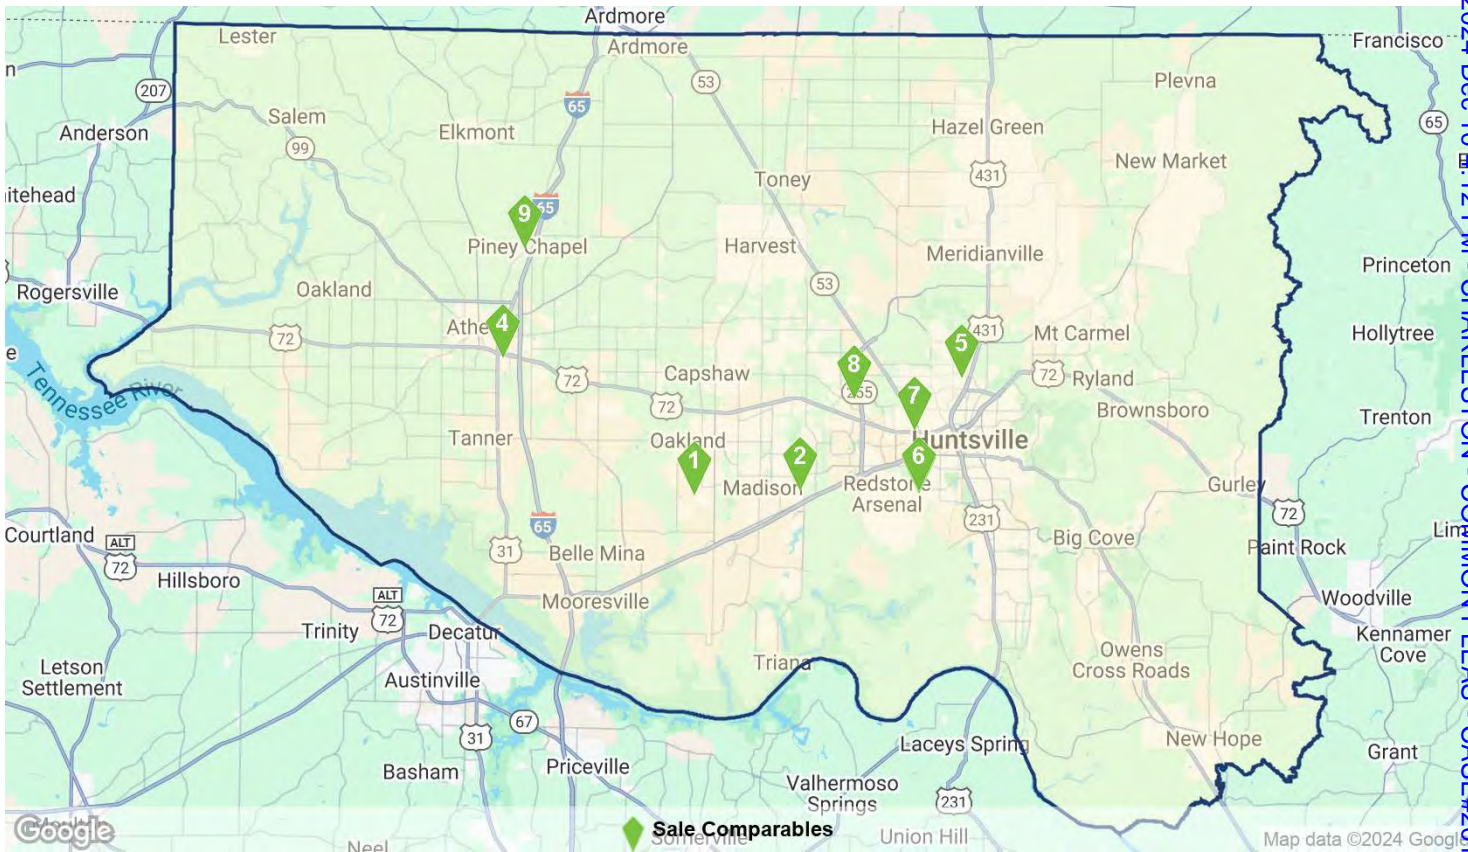 Ardmore
Lester
Ardmore
Francisco
207
65
53
Plevna
Anderson
Salem
99
Elkmont
Hazel Green
65
New Market
431
Toney
9
65
Piney Chapel
Harvest
Meridianville
Princeton
Rogersville
Oakland
53
4
72
5
431
Mt Carmel
Hollytree
Tennessee River
72
Capshaw
8
255
72
Ryland
72
7
Brownsboro
Trenton
Tanner
Oakland
Huntsville
1
2
6
Madison
Redstone
Arsenal
Gurley
72
Courtland
ALT
72
65
231
31
Belle Mina
Big Cove
Paint Rock
Hillsboro
ALT
72
Mooresville
Woodville
Trinity
Decatur
Kennamer
Cove
Letson
Settlement
Austinville
Triana
Owens
Cross Roads
67
31
Laceys Spring
New Hope
Grant
Basham
Priceville
Valhermoso
Springs
231
Google
Sale Comparables
Somerville
Union Hill
Neel
Map data ©2024 Google